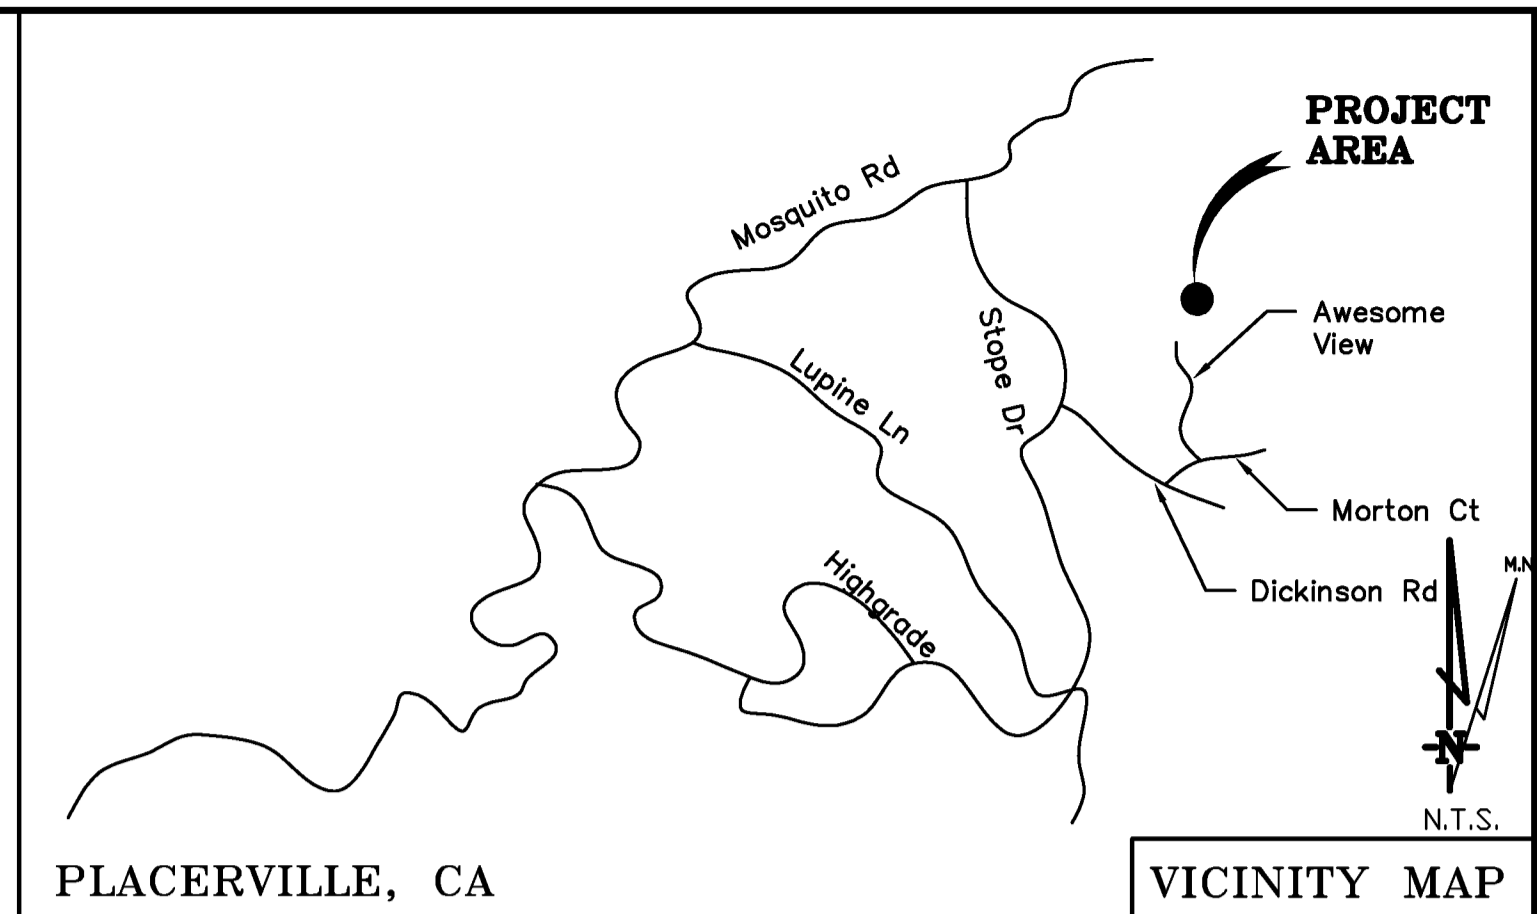 PROJECT
AREA
Mosquito Rd
Awesome
View
Stope Dr
Lupine Ln
Morton Ct
Highgrade
Dickinson Rd
M.N
N
N.T.S.
PLACERVILLE, CA
VICINITY MAP